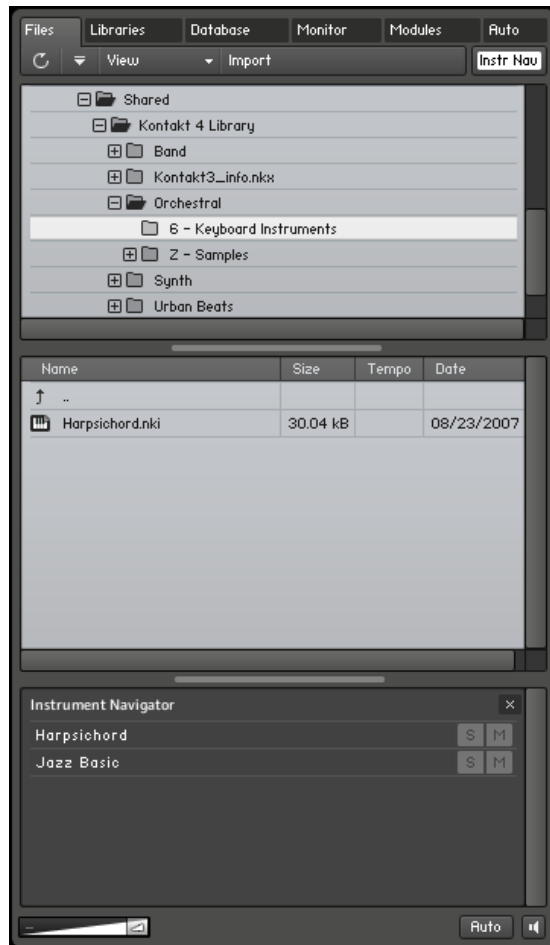 Files Libraries Database Monitor Modules Auto
View Import Instr Nav
Shared
Kontakt 4 Library
Band
Kontakt3_info.nkx
Orchestral
6 - Keyboard Instruments
Z - Samples
Synth
Urban Beats
Name Size Tempo Date
..
Harpsichord.nki 30.04 kB 08/23/2007
Instrument Navigator ×
Harpsichord S M
Jazz Basic S M
Auto